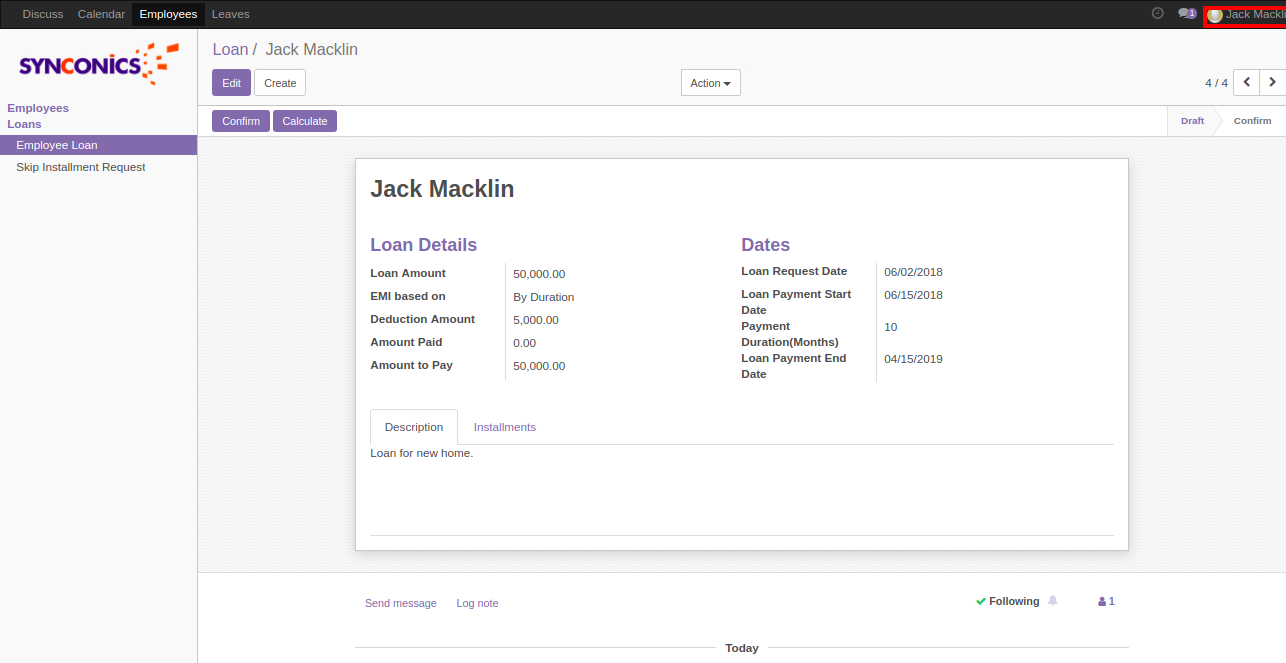 Discuss Calendar Employees Leaves 1 Jack Mackli
SYNCONICS
Employees
Loans
Employee Loan
Skip Installment Request
Loan / Jack Macklin
Edit Create Action 4 / 4
Confirm Calculate Draft Confirm
Jack Macklin
Loan Details
Loan Amount 50,000.00
EMI based on By Duration
Deduction Amount 5,000.00
Amount Paid 0.00
Amount to Pay 50,000.00
Dates
Loan Request Date 06/02/2018
Loan Payment Start 06/15/2018
Date
Payment 10
Duration(Months)
Loan Payment End 04/15/2019
Date
Description Installments
Loan for new home.
Send message Log note Following 1
Today